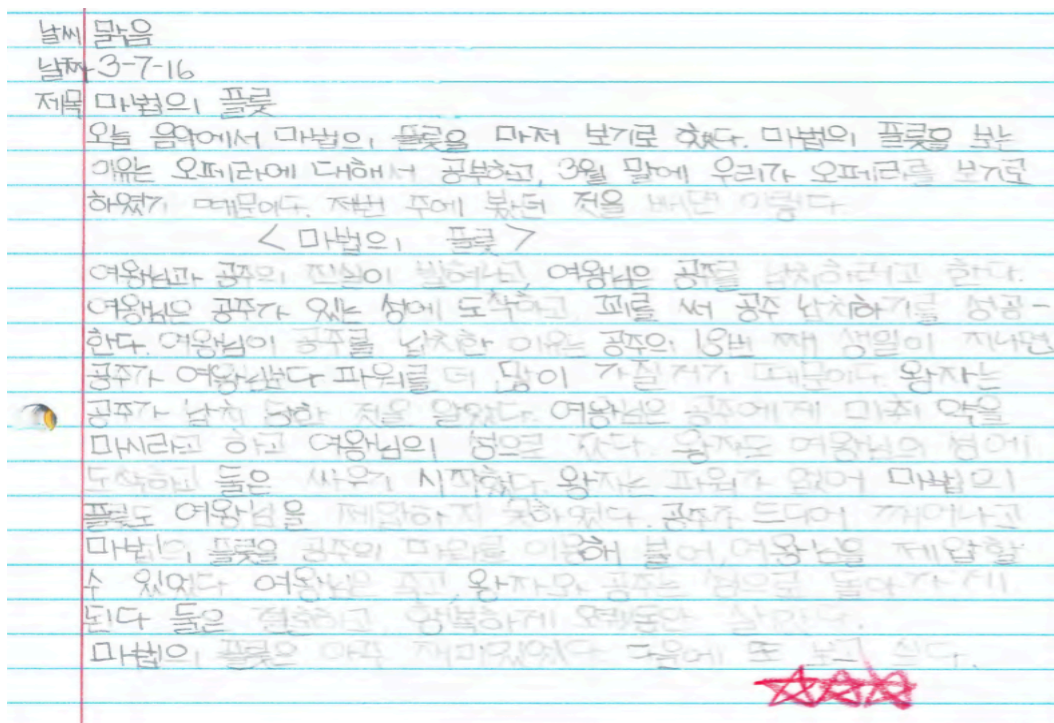 날씨 맑음
날짜 3-7-16
제목 마법의 플룻
오늘 음악에서 마법의 플룻을 마저 보기로 했다. 마법의 플룻을 보는
이유는 오페라에 대해서 공부하고, 3월 말에 우리가 오페라를 보기로
하였기 때문이다. 저번 주에 봤던 것을 이렇다
<마법의 플룻>
여왕님과 공주의 진실이 밝혀나고, 여왕님은 공주를 납치하려고 한다.
여왕님은 공주가 있는 성에 도착하고, 꾀를 써 공주 납치하기를 성공-
한다. 여왕님이 공주를 납치한 이유는 공주의 18번 째 생일이 지나면,
공주가 여왕님보다 파워를 더 많이 가질 거기 때문이다. 왕자는
공주가 납치 당한 것을 알았다. 여왕님은 공주에게 마취 약을
마시라고 하고 여왕님의 성으로 갔다. 왕자도 여왕님의 성에
도착하고 둘은 싸우기 시작했다. 왕자는 파워가 없어 마법의
플룻도 여왕님을 제압하지 못하였다. 공주가 드디어 깨어나고
마법의 플룻을 공주의 파워를 이용해 불어, 여왕님을 제압할
수 있었다 여왕님은 죽고, 왕자와 공주는 성으로 돌아가게
된다 둘은 결혼하고, 행복하게 오랫동안 살았다.
마법의 플룻은 아주 재미있었다 다음에 또 보고 싶다.